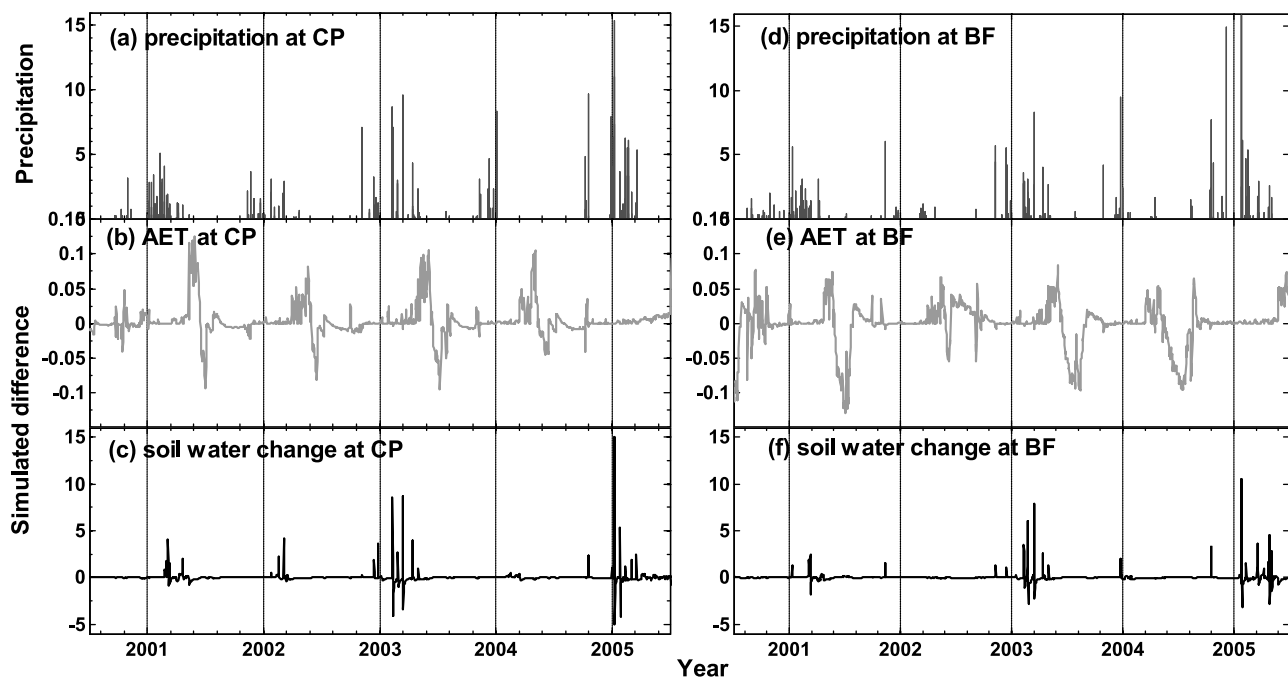 Precipitation
Simulated difference
(a) precipitation at CP
15
10
5
0.15
(b) AET at CP
0.1
0.05
0
-0.05
-0.1
(c) soil water change at CP
15
10
5
0
-5
2001 2002 2003 2004 2005
(d) precipitation at BF
15
10
5
(e) AET at BF
0.1
0.05
0
-0.05
-0.1
(f) soil water change at BF
15
10
5
0
-5
2001 2002 2003 2004 2005
Year